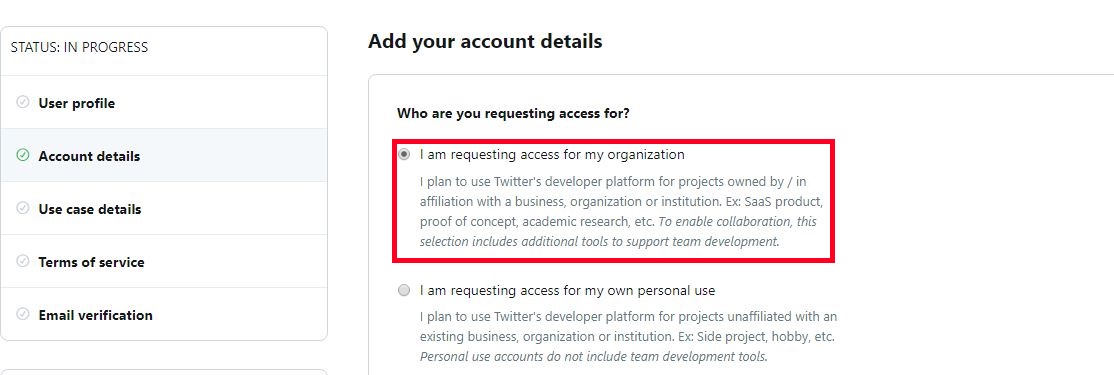 STATUS: IN PROGRESS
User profile
Account details
Use case details
Terms of service
Email verification
Add your account details
Who are you requesting access for?
I am requesting access for my organization
I plan to use Twitter's developer platform for projects owned by / in
affiliation with a business, organization or institution. Ex: SaaS product,
proof of concept, academic research, etc. To enable collaboration, this
selection includes additional tools to support team development.
I am requesting access for my own personal use
I plan to use Twitter's developer platform for projects unaffiliated with an
existing business, organization or institution. Ex: Side project, hobby, etc.
Personal use accounts do not include team development tools.